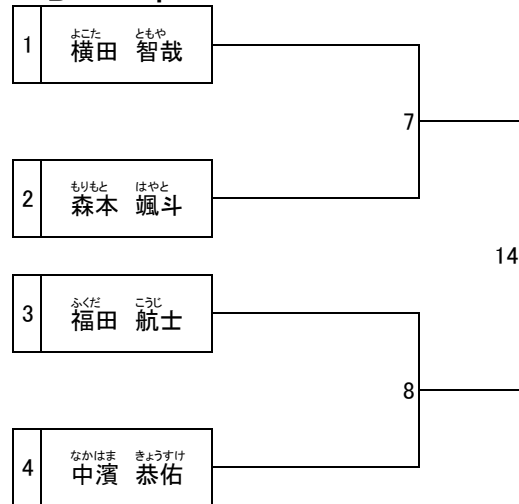 よこた ともや
1 横田 智哉
7
もりもと はやと
2 森本 颯斗
14
ふくだ こうじ
3 福田 航士
8
なかはま きょうすけ
4 中濱 恭佑